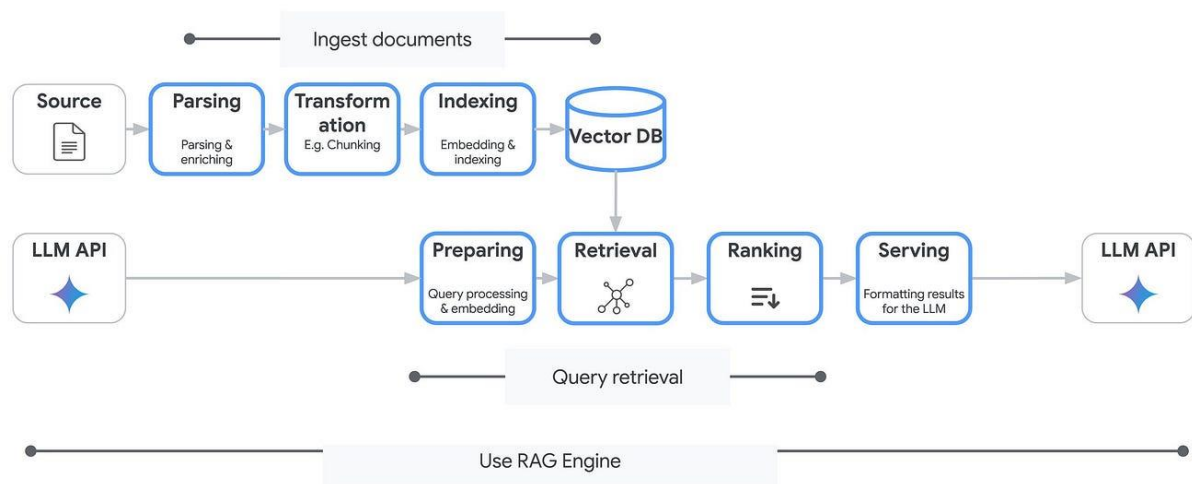 Ingest documents
Source
Parsing
Parsing &
enriching
Transform
ation
E.g. Chunking
Indexing
Embedding &
indexing
Vector DB
LLM API
Preparing
Query processing
& embedding
Retrieval
Ranking
Serving
Formatting results
for the LLM
LLM API
Query retrieval
Use RAG Engine